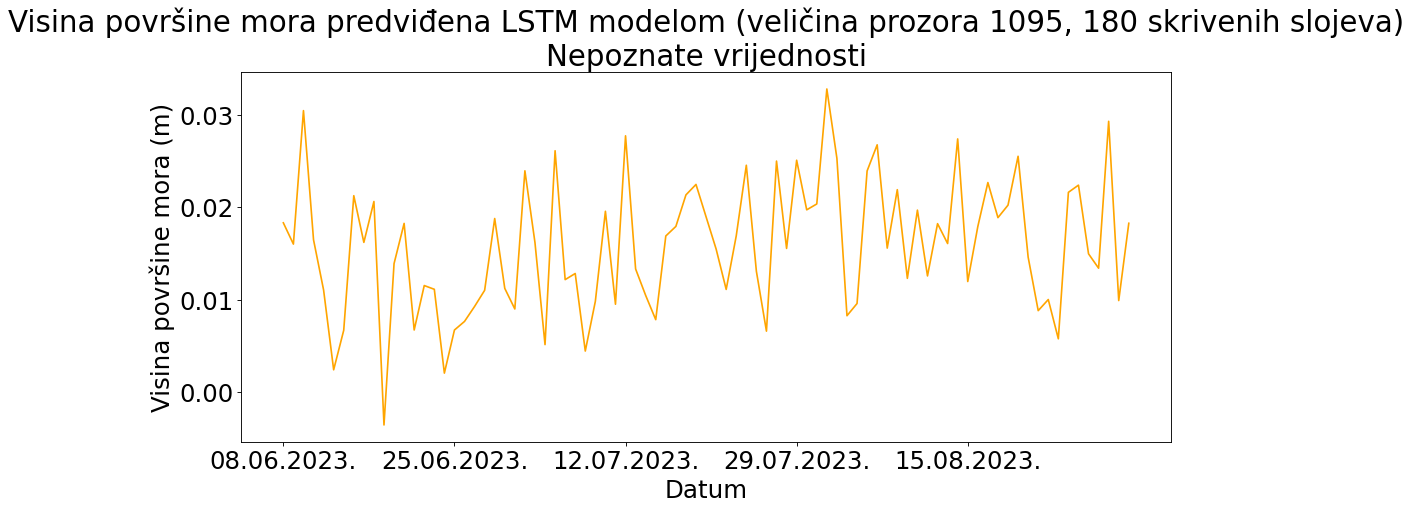 Visina površine mora predviđena LSTM modelom (veličina prozora 1095, 180 skrivenih slojeva)
Nepoznate vrijednosti
Visina površine mora (m)
0.03
0.02
0.01
0.00
08.06.2023. 25.06.2023. 12.07.2023. 29.07.2023. 15.08.2023.
Datum